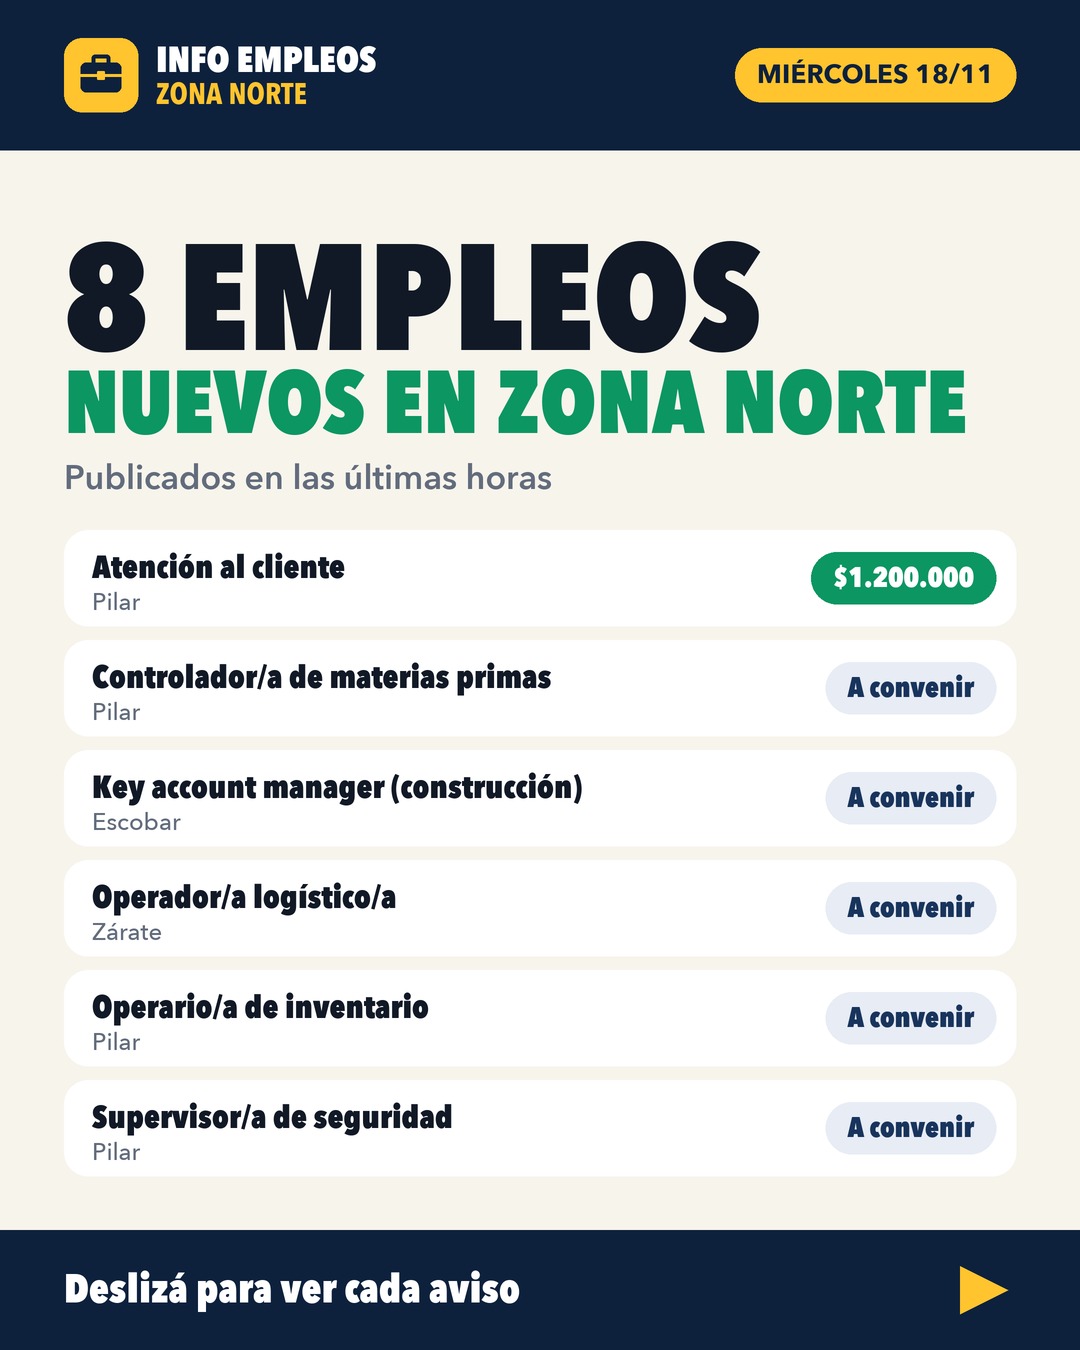 INFO EMPLEOS
ZONA NORTE
MIÉRCOLES 18/11
8 EMPLEOS
NUEVOS EN ZONA NORTE
Publicados en las últimas horas
Atención al cliente
Pilar
$1.200.000
Controlador/a de materias primas
Pilar
A convenir
Key account manager (construcción)
Escobar
A convenir
Operador/a logístico/a
Zárate
A convenir
Operario/a de inventario
Pilar
A convenir
Supervisor/a de seguridad
Pilar
A convenir
Deslizá para ver cada aviso